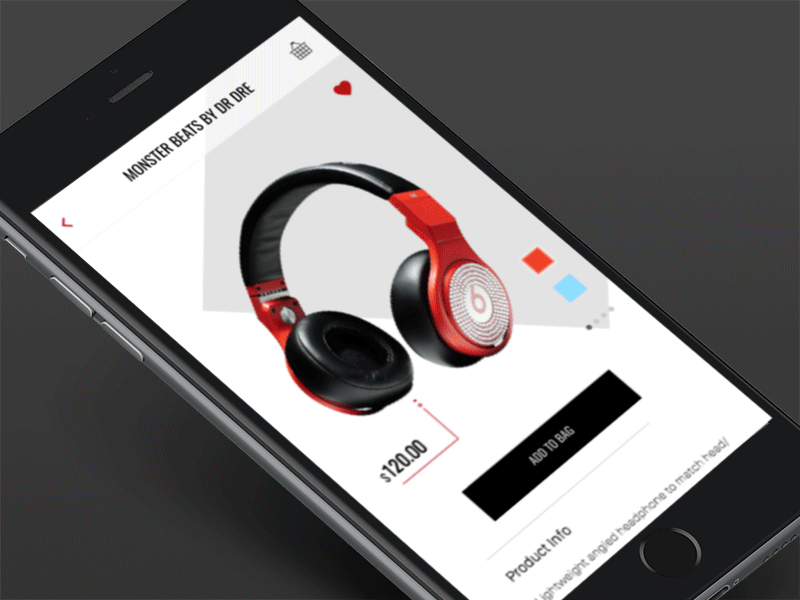 MONSTER BEATS BY DR DRE
b
$120.00
ADD TO BAG
Product Info
Lightweight angled headphone to match head/